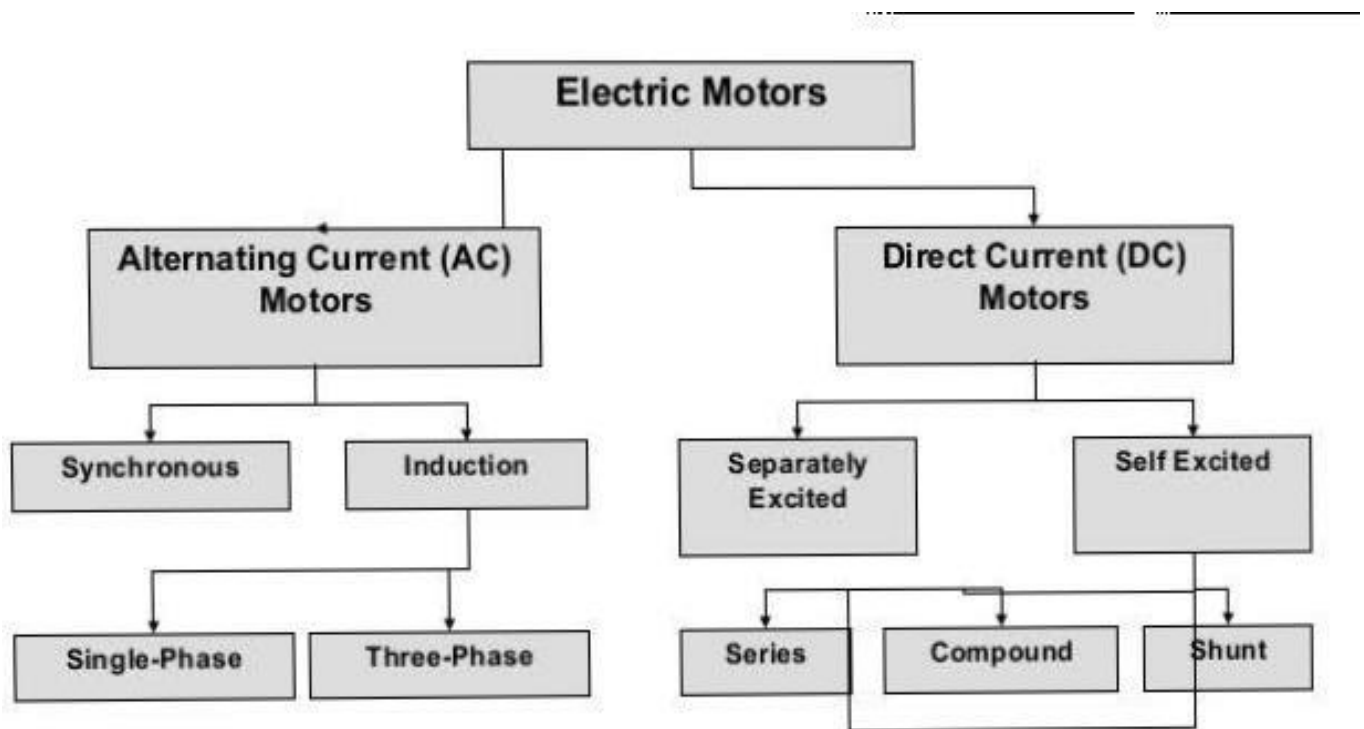 Electric Motors
Alternating Current (AC)
Motors
Direct Current (DC)
Motors
Synchronous
Induction
Separately
Excited
Self Excited
Single-Phase
Three-Phase
Series
Compound
Shunt